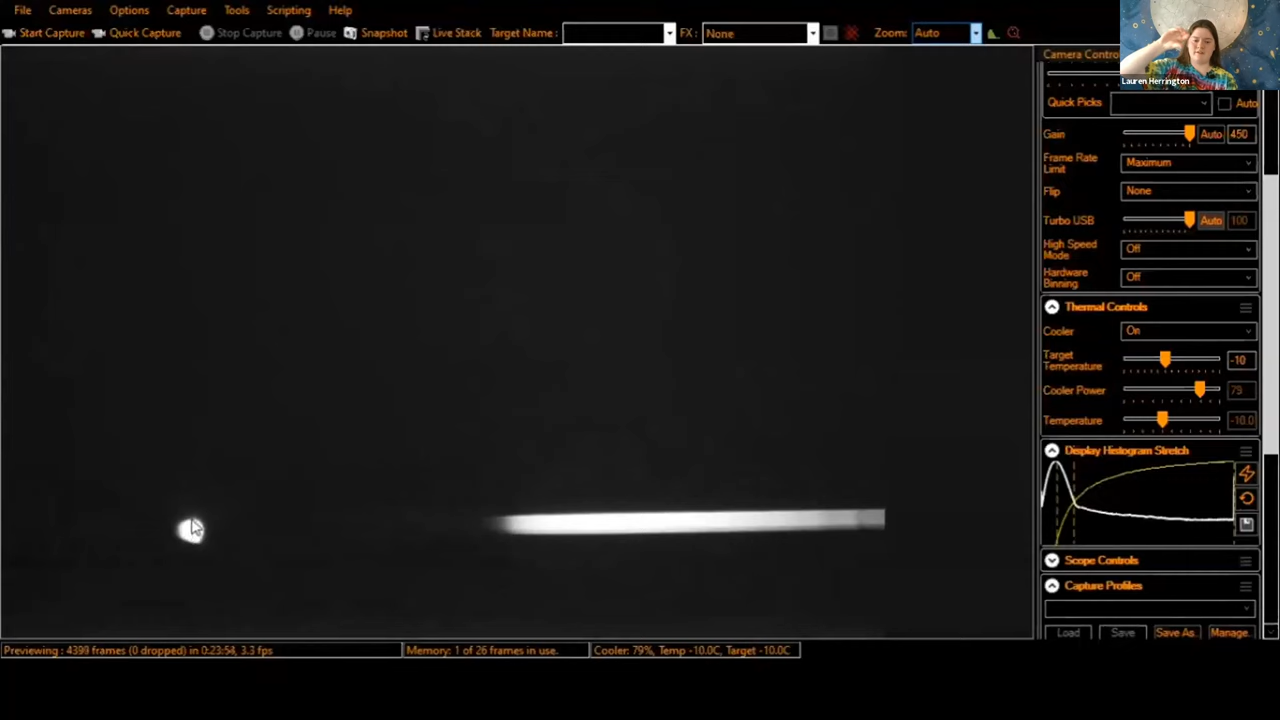 File Cameras Options Capture Tools Scripting Help
Start Capture Quick Capture Stop Capture Pause Snapshot Live Stack Target Name : FX : None Zoom: Auto
Camera Contro
Lauren Herrington
Quick Picks Auto
Gain Auto 450
Frame Rate Limit Maximum
Flip None
Turbo USB Auto 100
High Speed Mode Off
Hardware Binning Off
Thermal Controls
Cooler On
Target Temperature -10
Cooler Power 79
Temperature -10.0
Display Histogram Stretch
Scope Controls
Capture Profiles
Load Save Save As. Manage.
Previewing : 4399 frames (0 dropped) in 0:23:54, 3.3 fps Memory: 1 of 26 frames in use. Cooler: 79%, Temp -10.0C, Target -10.0C